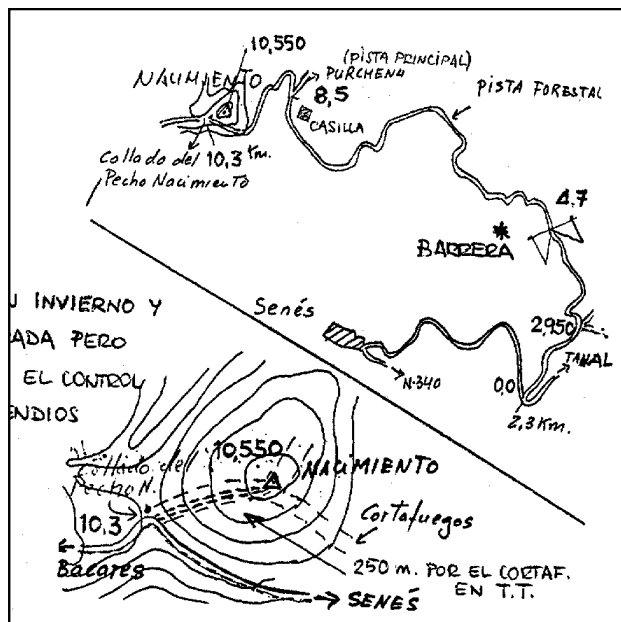 10,550
(PISTA PRINCIPAL)
PURCHENA
NACIMIENTO
8,5
PISTA FORESTAL
CASILLA
Collado del 10,3 Km.
Pecho Nacimiento
4,7
*
BARRERA
N INVIERNO Y
ADA PERO
EL CONTROL
ENDIOS
Senés
2,950
TAHAL
N-340
0,0
2,3 Km.
10,550
NACIMIENTO
Collado del
Pecho N.
10,3
Cortafuegos
Bacares
250 m. POR EL CORTAF.
EN T.T.
SENÉS